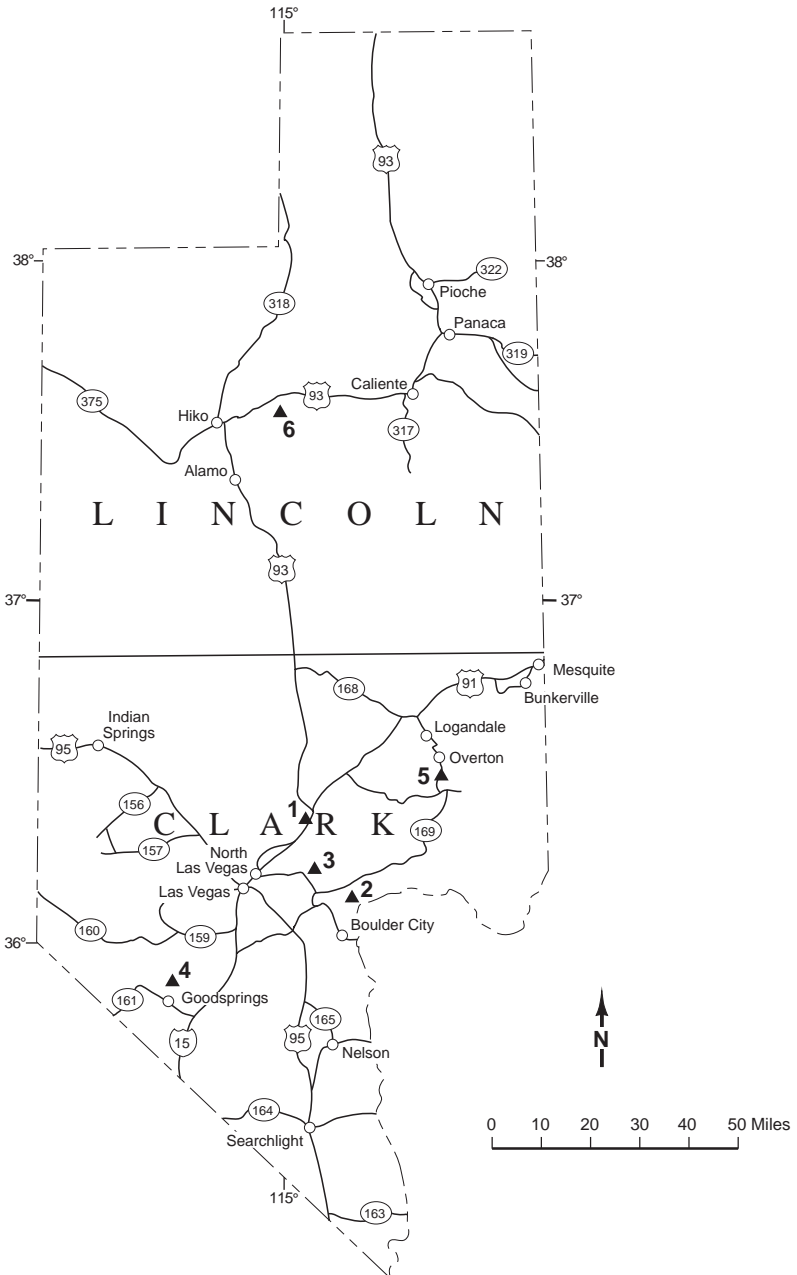 115°
93
38°
38°
322
Pioche
318
Panaca
319
Caliente
375
93
Hiko
6
317
Alamo
L I N C O L N
93
37°
37°
Mesquite
168
91
Bunkerville
Indian
Springs
Logandale
95
Overton
5
156
1
C L A R K
169
157
North
Las Vegas
3
Las Vegas
2
160
159
Boulder City
36°
4
161
Goodsprings
165
N
15
95
Nelson
164
0 10 20 30 40 50 Miles
Searchlight
115°
163